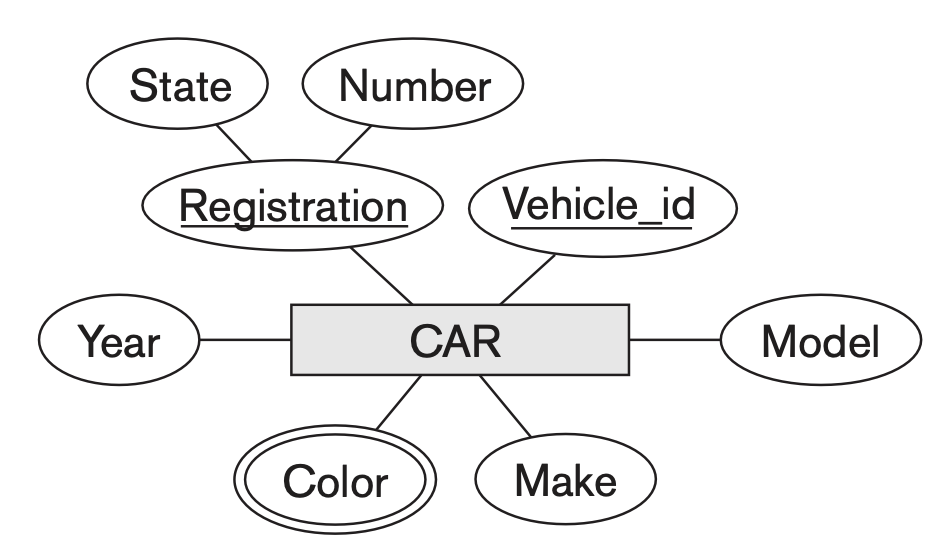 State
Number
Registration
Vehicle_id
Year
CAR
Model
Color
Make